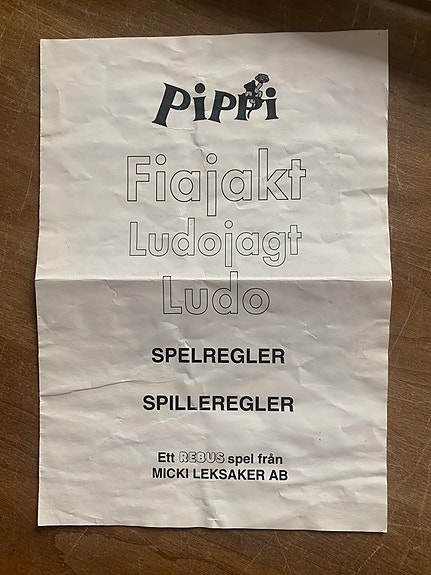 Pippi
Fiajakt
Ludojagt
Ludo
SPELREGLER
SPILLEREGLER
Ett REBUS spel från
MICKI LEKSAKER AB